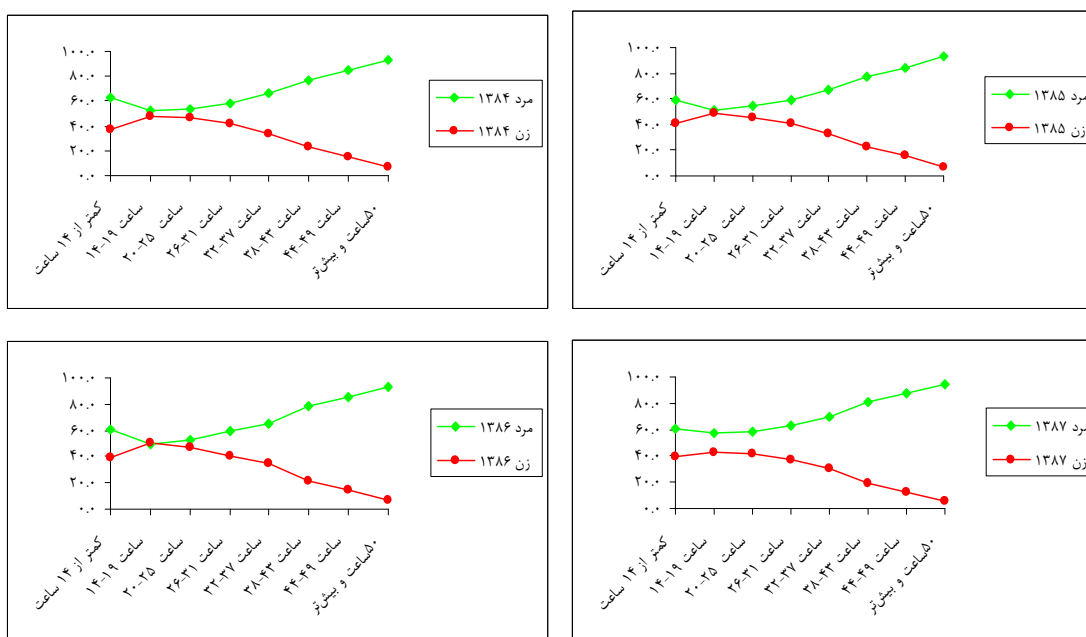 ۱۰۰.۰
۸۰.۰
۶۰.۰
۴۰.۰
۲۰.۰
۰.۰
کمتر از ۱۴ ساعت
۱۴-۱۹ ساعت
۲۰-۲۵ ساعت
۲۶-۳۱ ساعت
۳۲-۳۷ ساعت
۳۸-۴۳ ساعت
۴۴-۴۹ ساعت
۵۰ساعت و بیش‌تر
مرد ۱۳۸۴
زن ۱۳۸۴
۱۰۰.۰
۸۰.۰
۶۰.۰
۴۰.۰
۲۰.۰
۰.۰
کمتر از ۱۴ ساعت
۱۴-۱۹ ساعت
۲۰-۲۵ ساعت
۲۶-۳۱ ساعت
۳۲-۳۷ ساعت
۳۸-۴۳ ساعت
۴۴-۴۹ ساعت
۵۰ساعت و بیش‌تر
مرد ۱۳۸۵
زن ۱۳۸۵
۱۰۰.۰
۸۰.۰
۶۰.۰
۴۰.۰
۲۰.۰
۰.۰
کمتر از ۱۴ ساعت
۱۴-۱۹ ساعت
۲۰-۲۵ ساعت
۲۶-۳۱ ساعت
۳۲-۳۷ ساعت
۳۸-۴۳ ساعت
۴۴-۴۹ ساعت
۵۰ساعت و بیش‌تر
مرد ۱۳۸۶
زن ۱۳۸۶
۱۰۰.۰
۸۰.۰
۶۰.۰
۴۰.۰
۲۰.۰
۰.۰
کمتر از ۱۴ ساعت
۱۴-۱۹ ساعت
۲۰-۲۵ ساعت
۲۶-۳۱ ساعت
۳۲-۳۷ ساعت
۳۸-۴۳ ساعت
۴۴-۴۹ ساعت
۵۰ساعت و بیش‌تر
مرد ۱۳۸۷
زن ۱۳۸۷